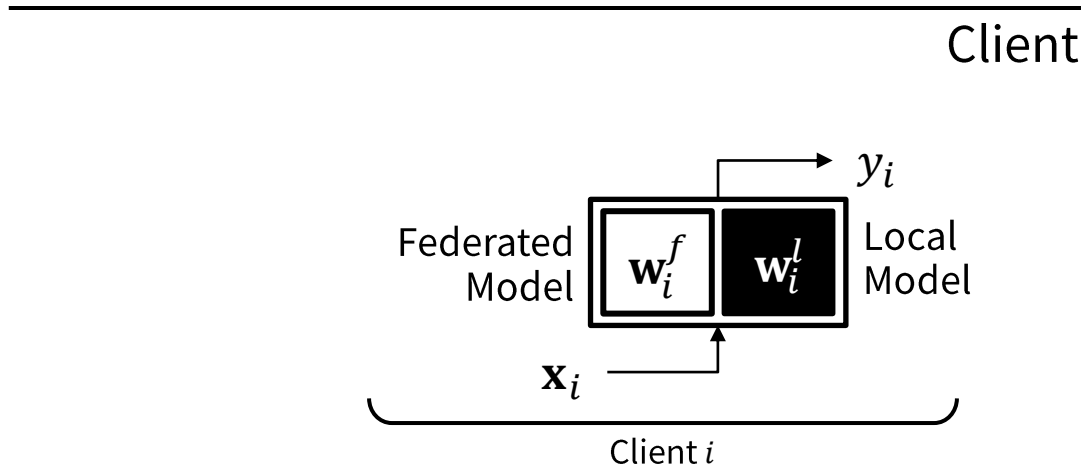 Client
y_i
Federated
Model
w_i^f
w_i^l
Local
Model
x_i
Client i